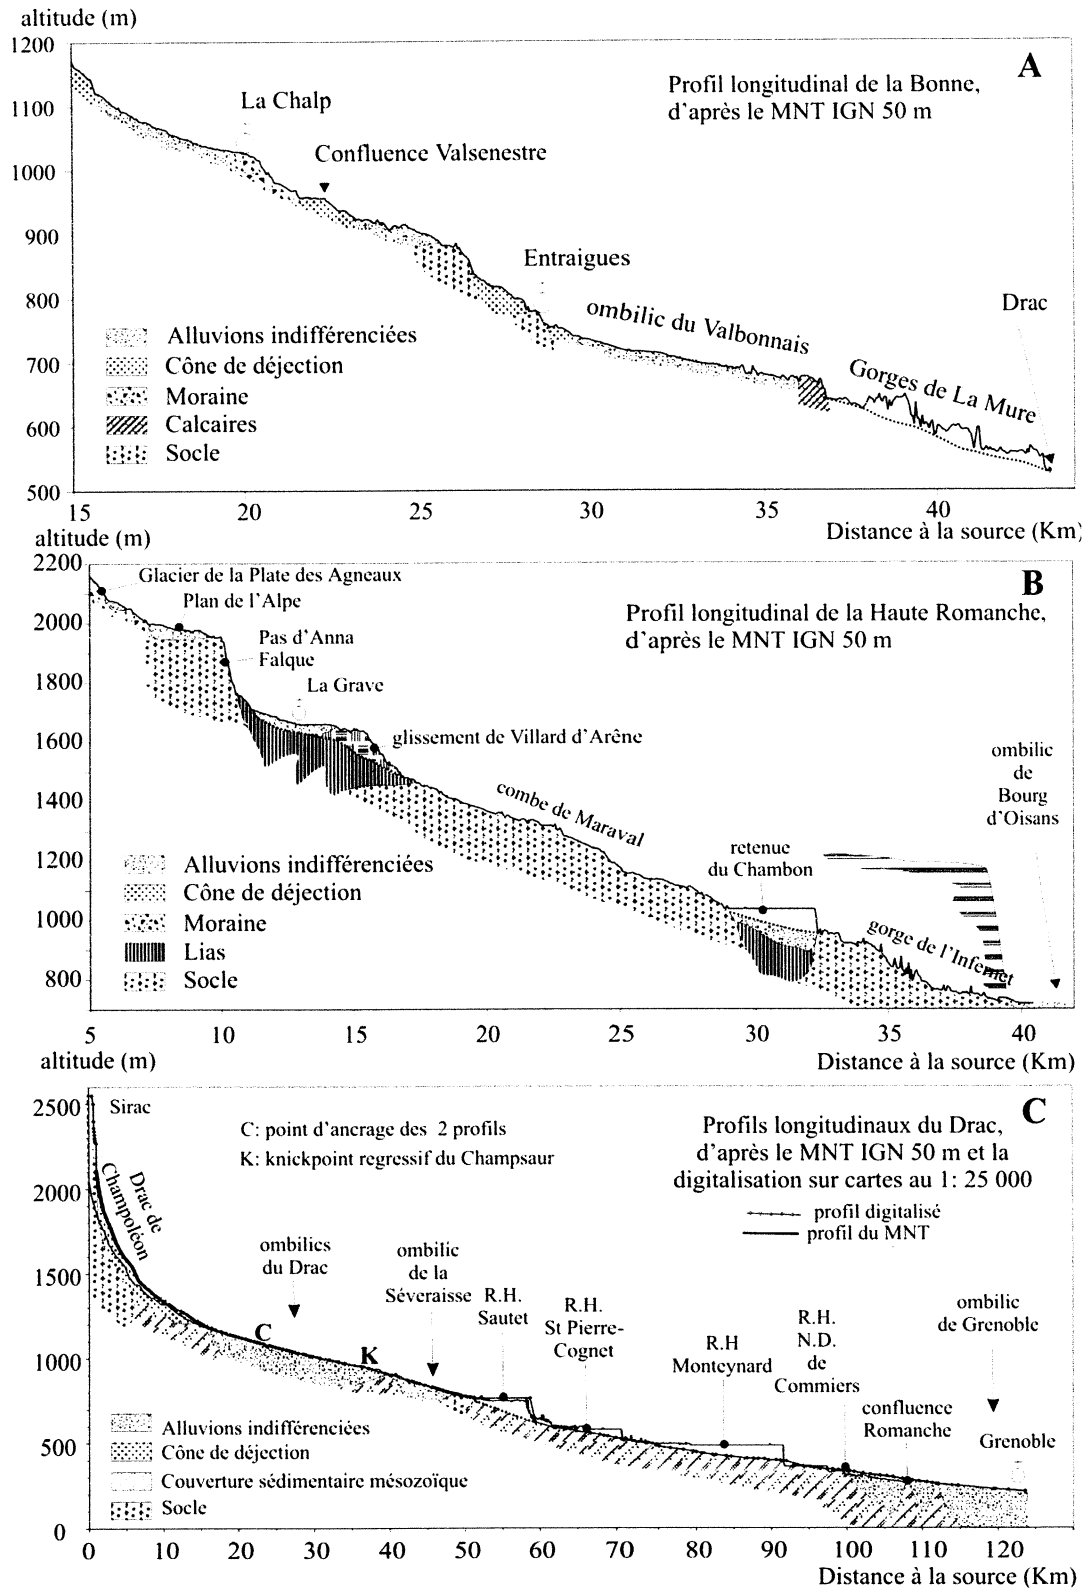 altitude (m)
A
Profil longitudinal de la Bonne,
d'après le MNT IGN 50 m
1200
1100
1000
900
800
700
600
500
La Chalp
Confluence Valsenestre
Entraigues
ombilic du Valbonnais
Gorges de La Mure
Drac
Alluvions indifférenciées
Cône de déjection
Moraine
Calcaires
Socle
15 20 25 30 35 40
Distance à la source (Km)
altitude (m)
B
Profil longitudinal de la Haute Romanche,
d'après le MNT IGN 50 m
2200
2000
1800
1600
1400
1200
1000
800
Glacier de la Plate des Agneaux
Plan de l'Alpe
Pas d'Anna
Falque
La Grave
glissement de Villard d'Arêne
combe de Maraval
retenue
du Chambon
gorge de l'Infernet
ombilic
de
Bourg
d'Oisans
Alluvions indifférenciées
Cône de déjection
Moraine
Lias
Socle
5 10 15 20 25 30 35 40
Distance à la source (Km)
altitude (m)
C
Profils longitudinaux du Drac,
d'après le MNT IGN 50 m et la
digitalisation sur cartes au 1: 25 000
profil digitalisé
profil du MNT
2500
2000
1500
1000
500
0
Sirac
C: point d'ancrage des 2 profils
K: knickpoint regressif du Champsaur
Drac de
Champoléon
ombilics
du Drac
C
K
ombilic
de la
Séveraisse
R.H.
Sautet
R.H.
St Pierre-
Cognet
R.H
Monteynard
R.H.
N.D.
de
Commiers
confluence
Romanche
ombilic
de Grenoble
Grenoble
Alluvions indifférenciées
Cône de déjection
Couverture sédimentaire mésozoïque
Socle
0 10 20 30 40 50 60 70 80 90 100 110 120
Distance à la source (Km)